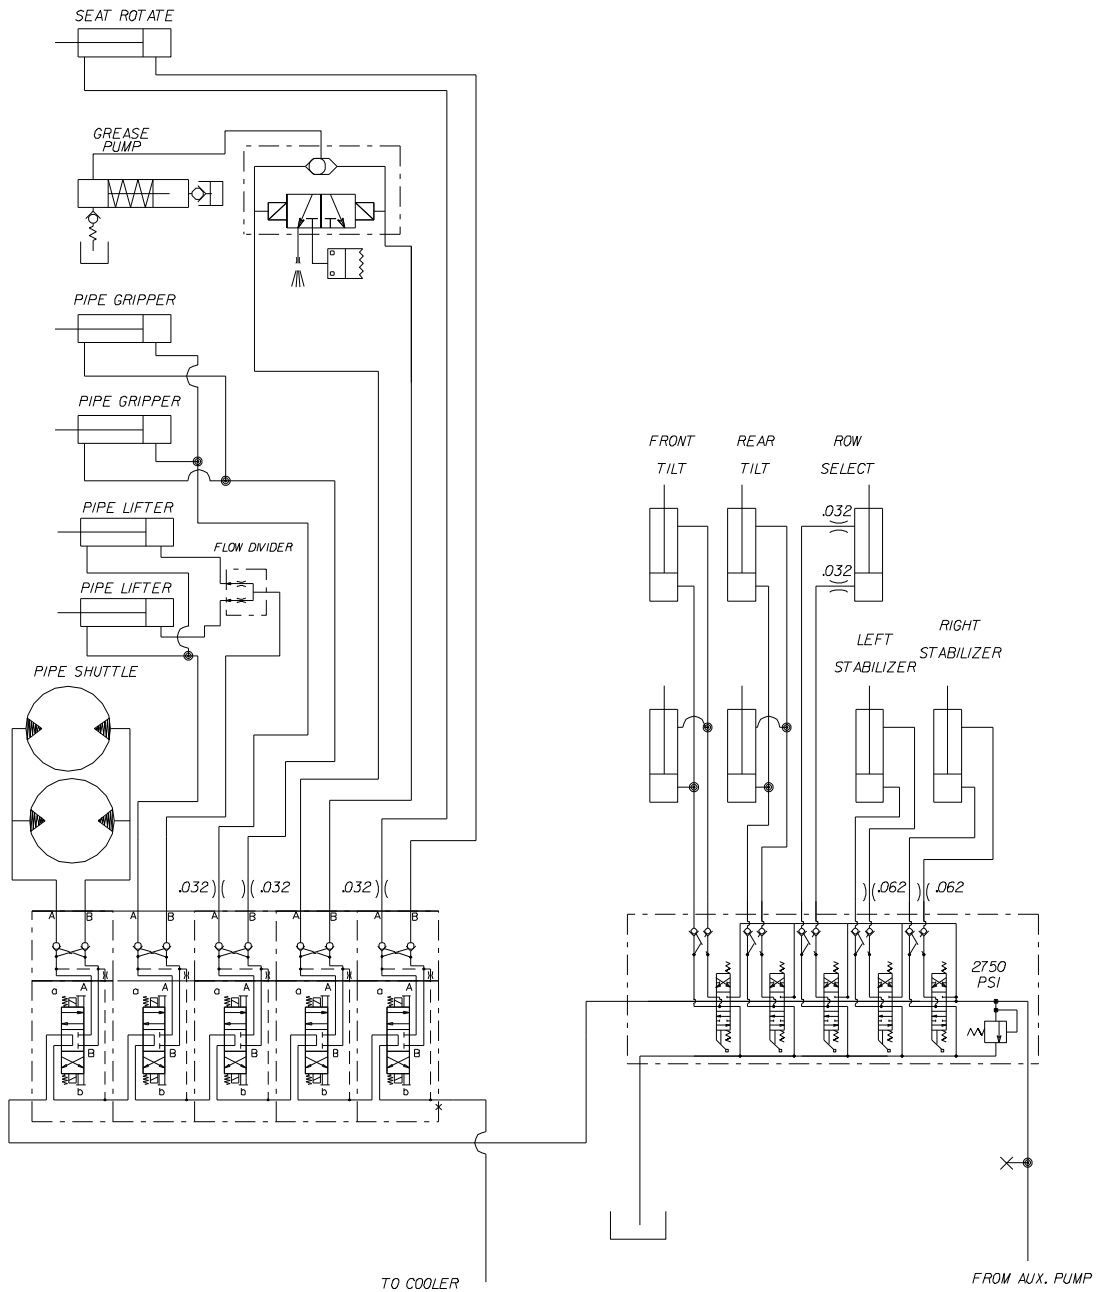 SEAT ROTATE
GREASE
PUMP
PIPE GRIPPER
PIPE GRIPPER
PIPE LIFTER
FLOW DIVIDER
PIPE LIFTER
PIPE SHUTTLE
FRONT
TILT
REAR
TILT
ROW
SELECT
.032
.032
LEFT
STABILIZER
RIGHT
STABILIZER
.032 .032 .032
.062 .062
A B A B A B A B A B
2750
PSI
a A a A a A a A a A
B B B B B
b b b b b
TO COOLER
FROM AUX. PUMP